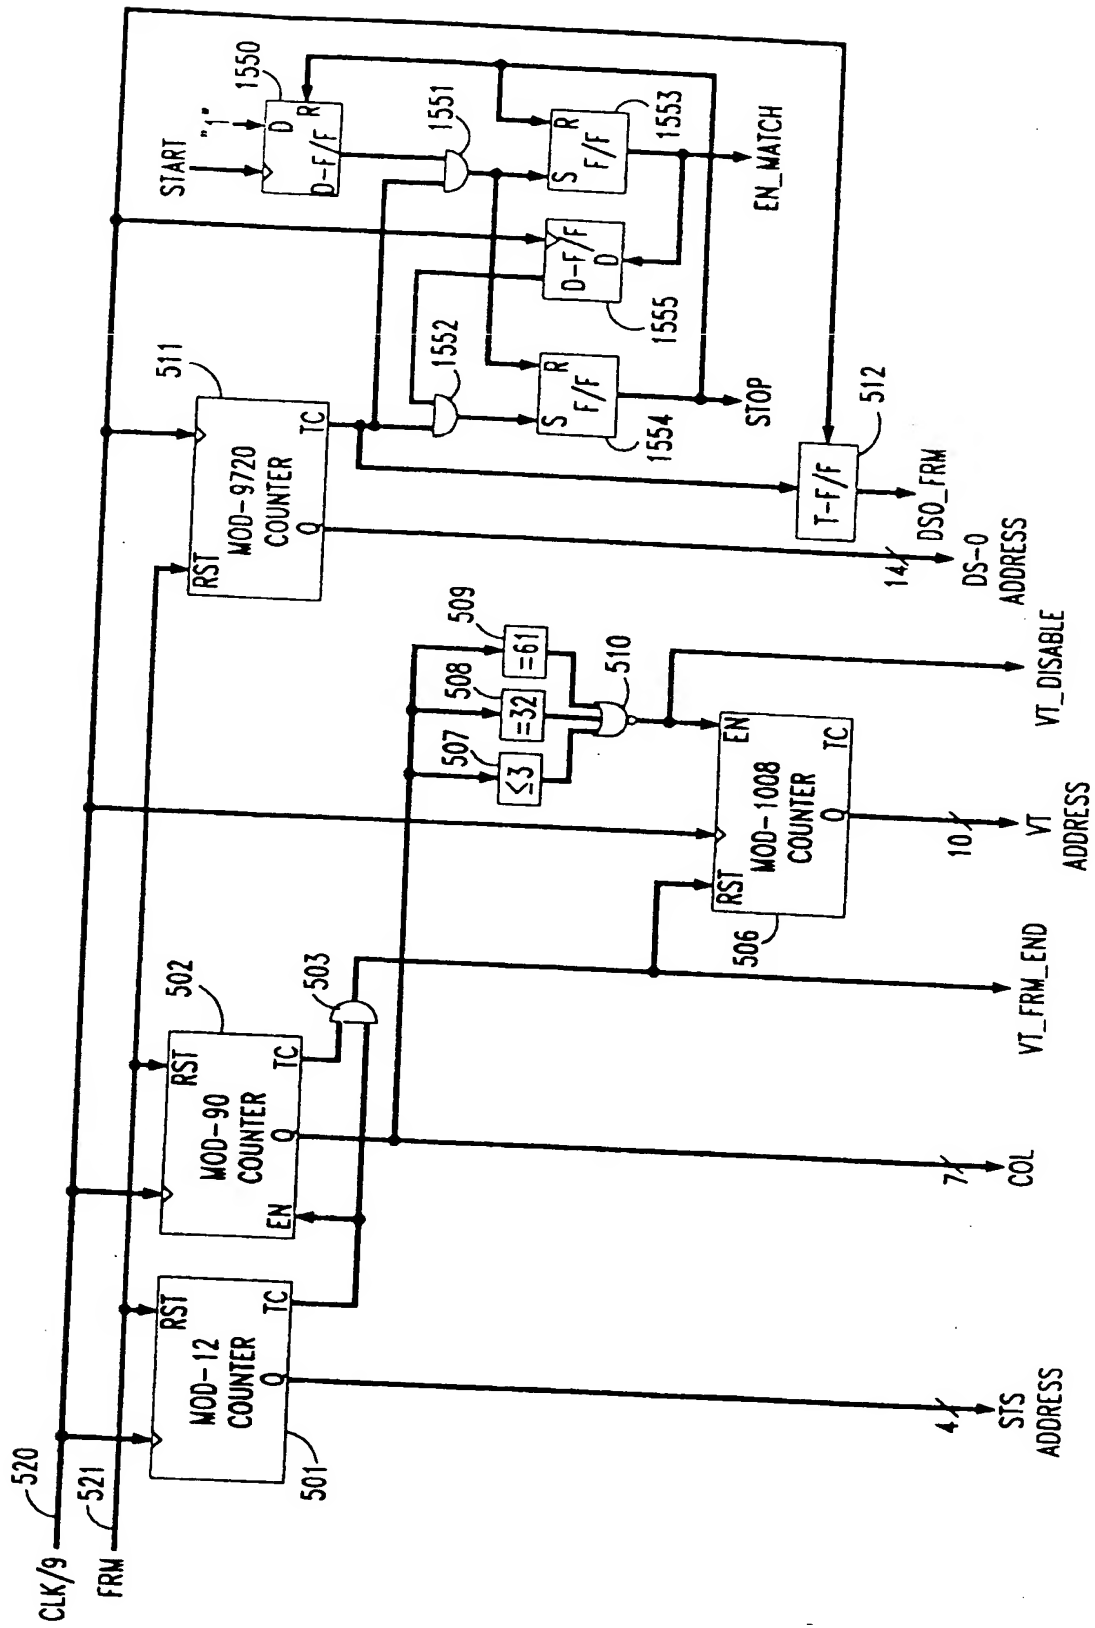 CLK/9
520
FRM
521
MOD-12
COUNTER
RST
Q
TC
501
4
STS
ADDRESS
MOD-90
COUNTER
RST
EN
Q
TC
502
503
7
COL
VT_FRM_END
MOD-1008
COUNTER
RST
EN
Q
TC
506
10
VT
ADDRESS
507
≤3
508
=32
509
=61
510
VT_DISABLE
MOD-9720
COUNTER
RST
Q
TC
511
14
DS-0
ADDRESS
T-F/F
512
DSO_FRM
START
"1"
D
R
D-F/F
1550
1551
1552
S
R
F/F
1553
EN_MATCH
D-F/F
D
1555
S
R
F/F
1554
STOP